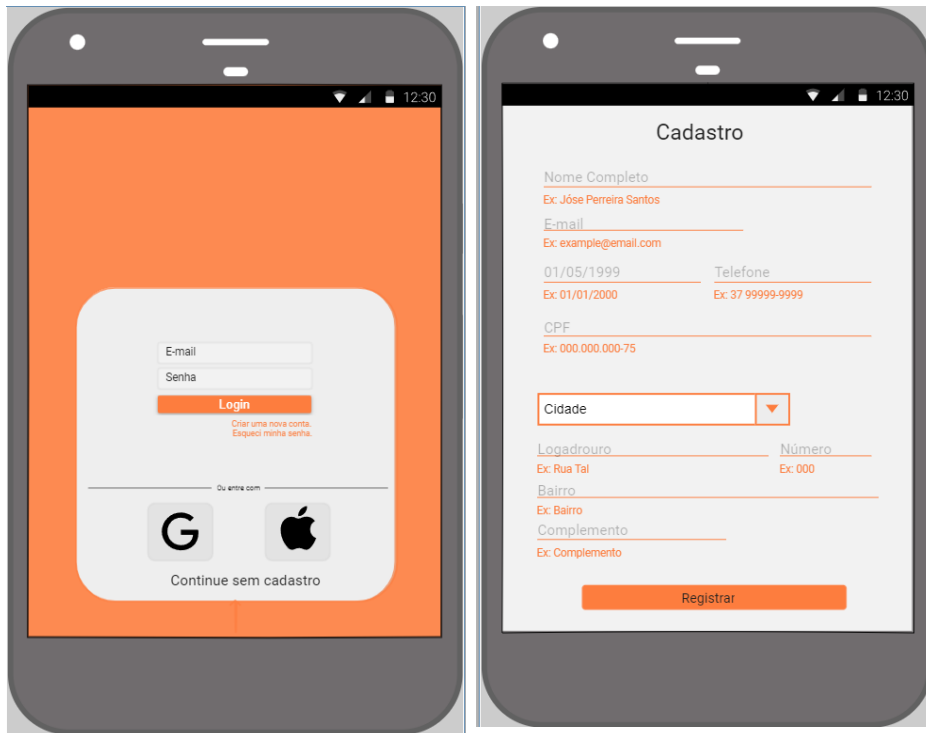 12:30
E-mail
Senha
Login
Criar uma nova conta.
Esqueci minha senha.
Ou entre com
G
Continue sem cadastro
12:30
Cadastro
Nome Completo
Ex: Jóse Perreira Santos
E-mail
Ex: example@email.com
01/05/1999 Telefone
Ex: 01/01/2000 Ex: 37 99999-9999
CPF
Ex: 000.000.000-75
Cidade
Logadrouro Número
Ex: Rua Tal Ex: 000
Bairro
Ex: Bairro
Complemento
Ex: Complemento
Registrar